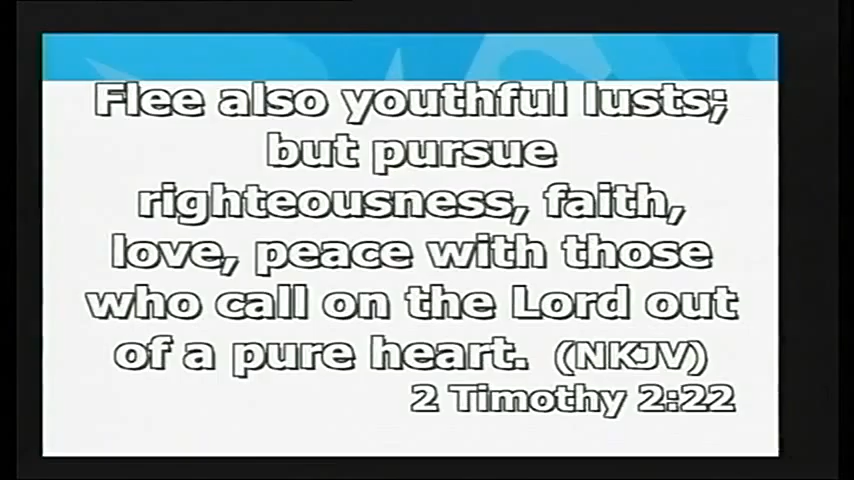 Flee also youthful lusts;
but pursue
righteousness, faith,
love, peace with those
who call on the Lord out
of a pure heart. (NKJV)
2 Timothy 2:22